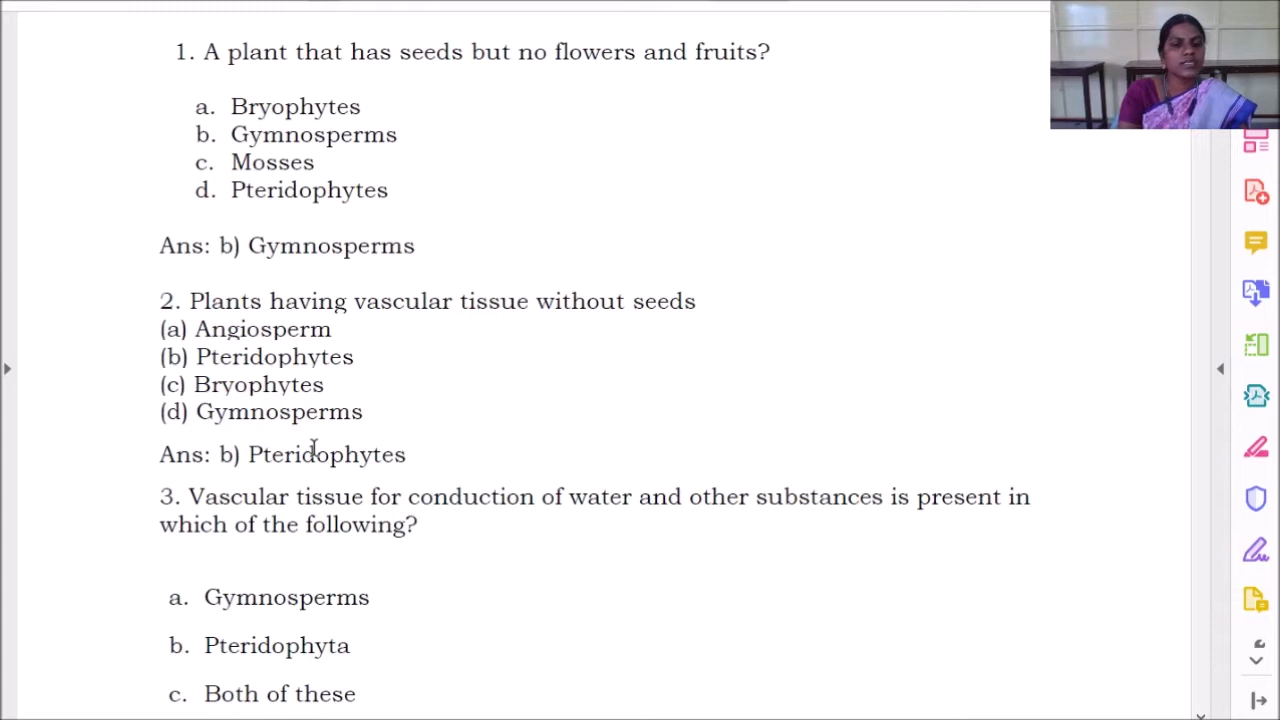 1. A plant that has seeds but no flowers and fruits?
a. Bryophytes
b. Gymnosperms
c. Mosses
d. Pteridophytes
Ans: b) Gymnosperms
2. Plants having vascular tissue without seeds
(a) Angiosperm
(b) Pteridophytes
(c) Bryophytes
(d) Gymnosperms
Ans: b) Pteridophytes
3. Vascular tissue for conduction of water and other substances is present in
which of the following?
a. Gymnosperms
b. Pteridophyta
c. Both of these